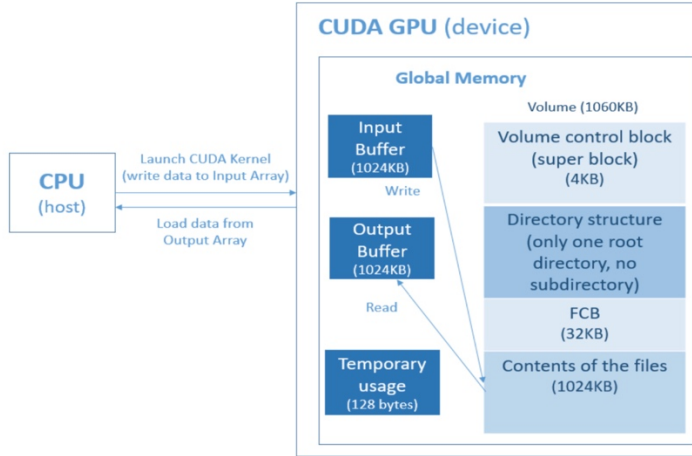 CUDA GPU (device)
Global Memory
Volume (1060KB)
Input
Buffer
(1024KB)
Volume control block
(super block)
(4KB)
Launch CUDA Kernel
(write data to Input Array)
CPU
(host)
Write
Load data from
Output Array
Output
Buffer
(1024KB)
Directory structure
(only one root
directory, no
subdirectory)
Read
FCB
(32KB)
Temporary
usage
(128 bytes)
Contents of the files
(1024KB)